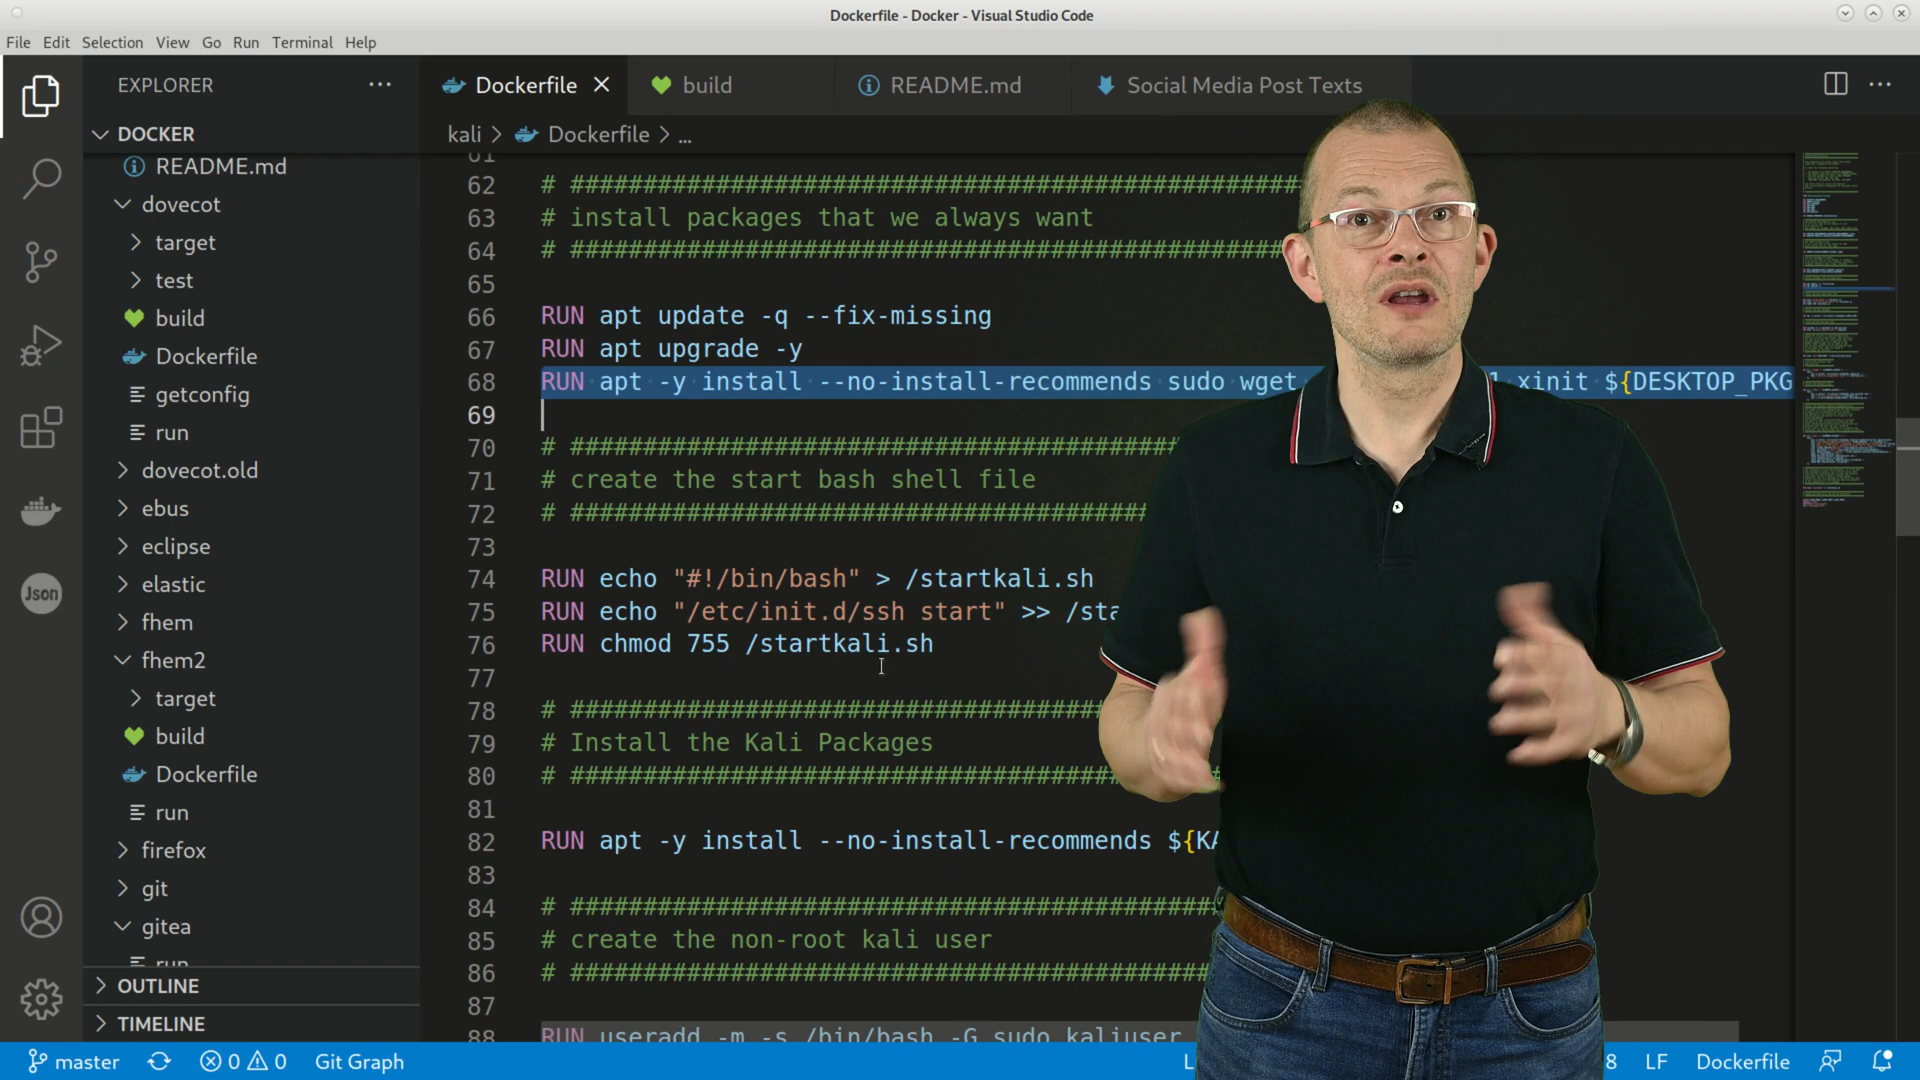 Dockerfile - Docker - Visual Studio Code
File Edit Selection View Go Run Terminal Help
EXPLORER
Dockerfile
build
README.md
Social Media Post Texts
DOCKER
kali > Dockerfile > ...
README.md
dovecot
target
test
build
Dockerfile
getconfig
run
dovecot.old
ebus
eclipse
elastic
fhem
fhem2
target
build
Dockerfile
run
firefox
git
gitea
run
OUTLINE
TIMELINE
Json
61
62 # ##################################################
63 # install packages that we always want
64 # #################################################
65
66 RUN apt update -q --fix-missing
67 RUN apt upgrade -y
68 RUN apt -y install --no-install-recommends sudo wget xinit ${DESKTOP_PKG
69
70 # ##########################################
71 # create the start bash shell file
72 # ########################################
73
74 RUN echo "#!/bin/bash" > /startkali.sh
75 RUN echo "/etc/init.d/ssh start" >> /sta
76 RUN chmod 755 /startkali.sh
77
78 # #####################################
79 # Install the Kali Packages
80 # ######################################
81
82 RUN apt -y install --no-install-recommends ${KA
83
84 # #############################################
85 # create the non-root kali user
86 # ############################################
87
88 RUN useradd -m -s /bin/bash -G sudo kaliuser
master 0 0 Git Graph L 8 LF Dockerfile